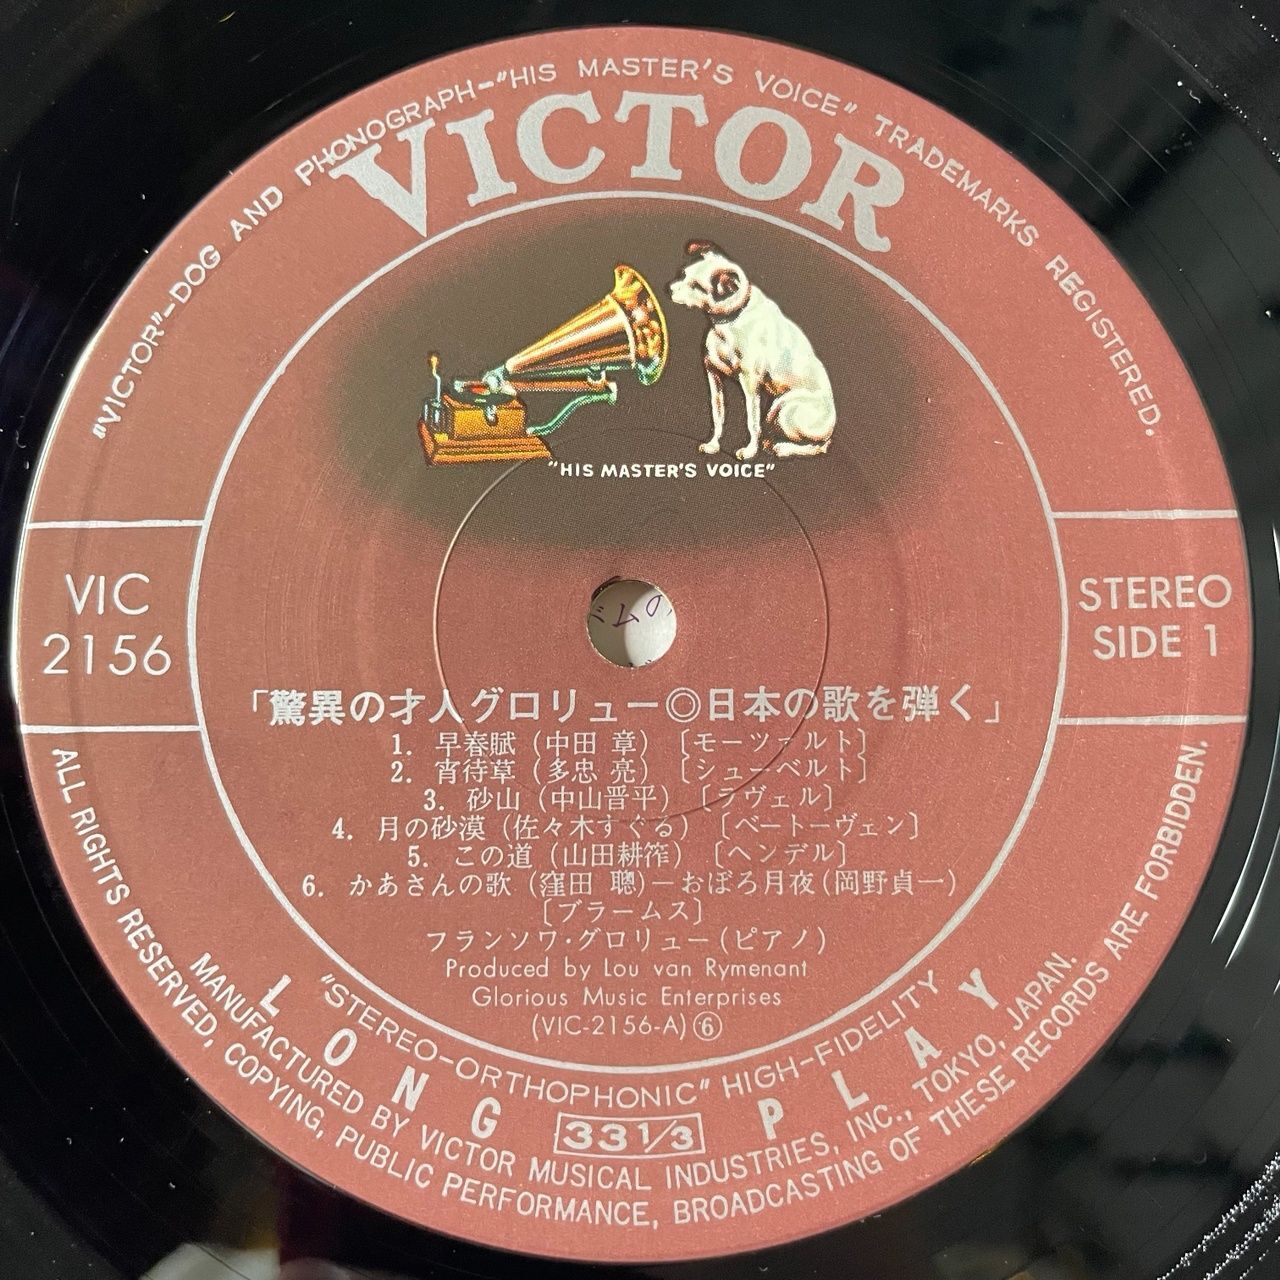 "VICTOR"-DOG AND PHONOGRAPH-"HIS MASTER'S VOICE" TRADEMARKS REGISTERED.
VICTOR
"HIS MASTER'S VOICE"
VIC
2156
STEREO
SIDE 1
「驚異の才人グロリュー◎日本の歌を弾く」
1. 早春賦 (中田 章) 〔モーツァルト〕
2. 宵待草 (多忠 亮) 〔シューベルト〕
3. 砂山 (中山晋平) 〔ラヴェル〕
4. 月の砂漠 (佐々木すぐる) 〔ベートーヴェン〕
5. この道 (山田耕筰) 〔ヘンデル〕
6. かあさんの歌 (窪田 聰)－おぼろ月夜(岡野貞一)
〔ブラームス〕
フランソワ・グロリュー(ピアノ)
Produced by Lou van Rymenant
Glorious Music Enterprises
(VIC-2156-A)⑥
"STEREO-ORTHOPHONIC" HIGH-FIDELITY
LONG PLAY
33 1/3
MANUFACTURED BY VICTOR MUSICAL INDUSTRIES, INC., TOKYO, JAPAN.
ALL RIGHTS RESERVED, COPYING, PUBLIC PERFORMANCE, BROADCASTING OF THESE RECORDS ARE FORBIDDEN.